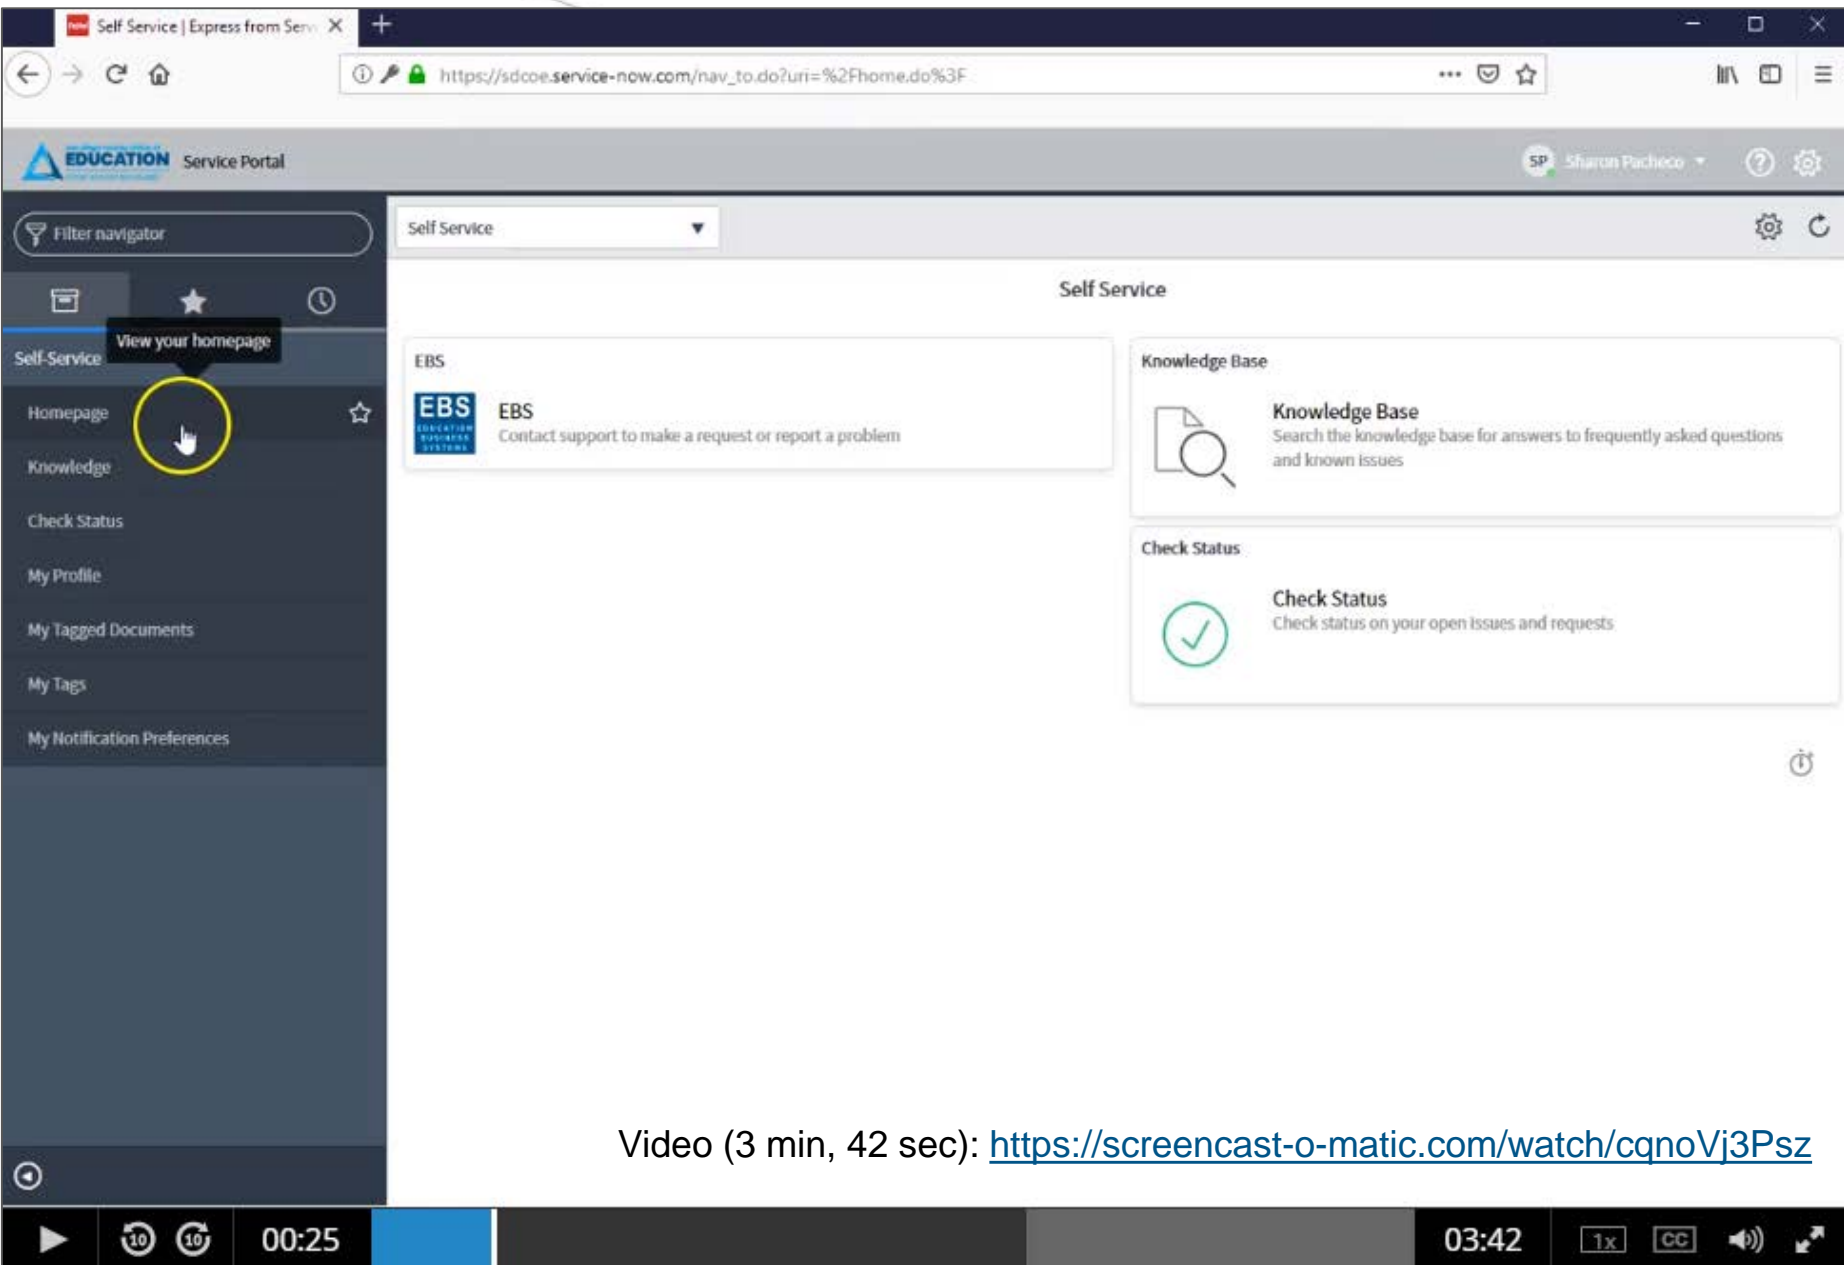 Self Service | Express from Serv
https://sdcoe.service-now.com/nav_to.do?uri=%2Fhome.do%3F
EDUCATION Service Portal
SP Sharon Pacheco
Filter navigator
Self Service
View your homepage
Self-Service
Homepage
Knowledge
Check Status
My Profile
My Tagged Documents
My Tags
My Notification Preferences
Self Service
EBS
EBS
EDUCATION
BUSINESS
SYSTEMS
EBS
Contact support to make a request or report a problem
Knowledge Base
Knowledge Base
Search the knowledge base for answers to frequently asked questions
and known issues
Check Status
Check Status
Check status on your open issues and requests
Video (3 min, 42 sec): https://screencast-o-matic.com/watch/cqnoVj3Psz
10 10 00:25 03:42 1x CC